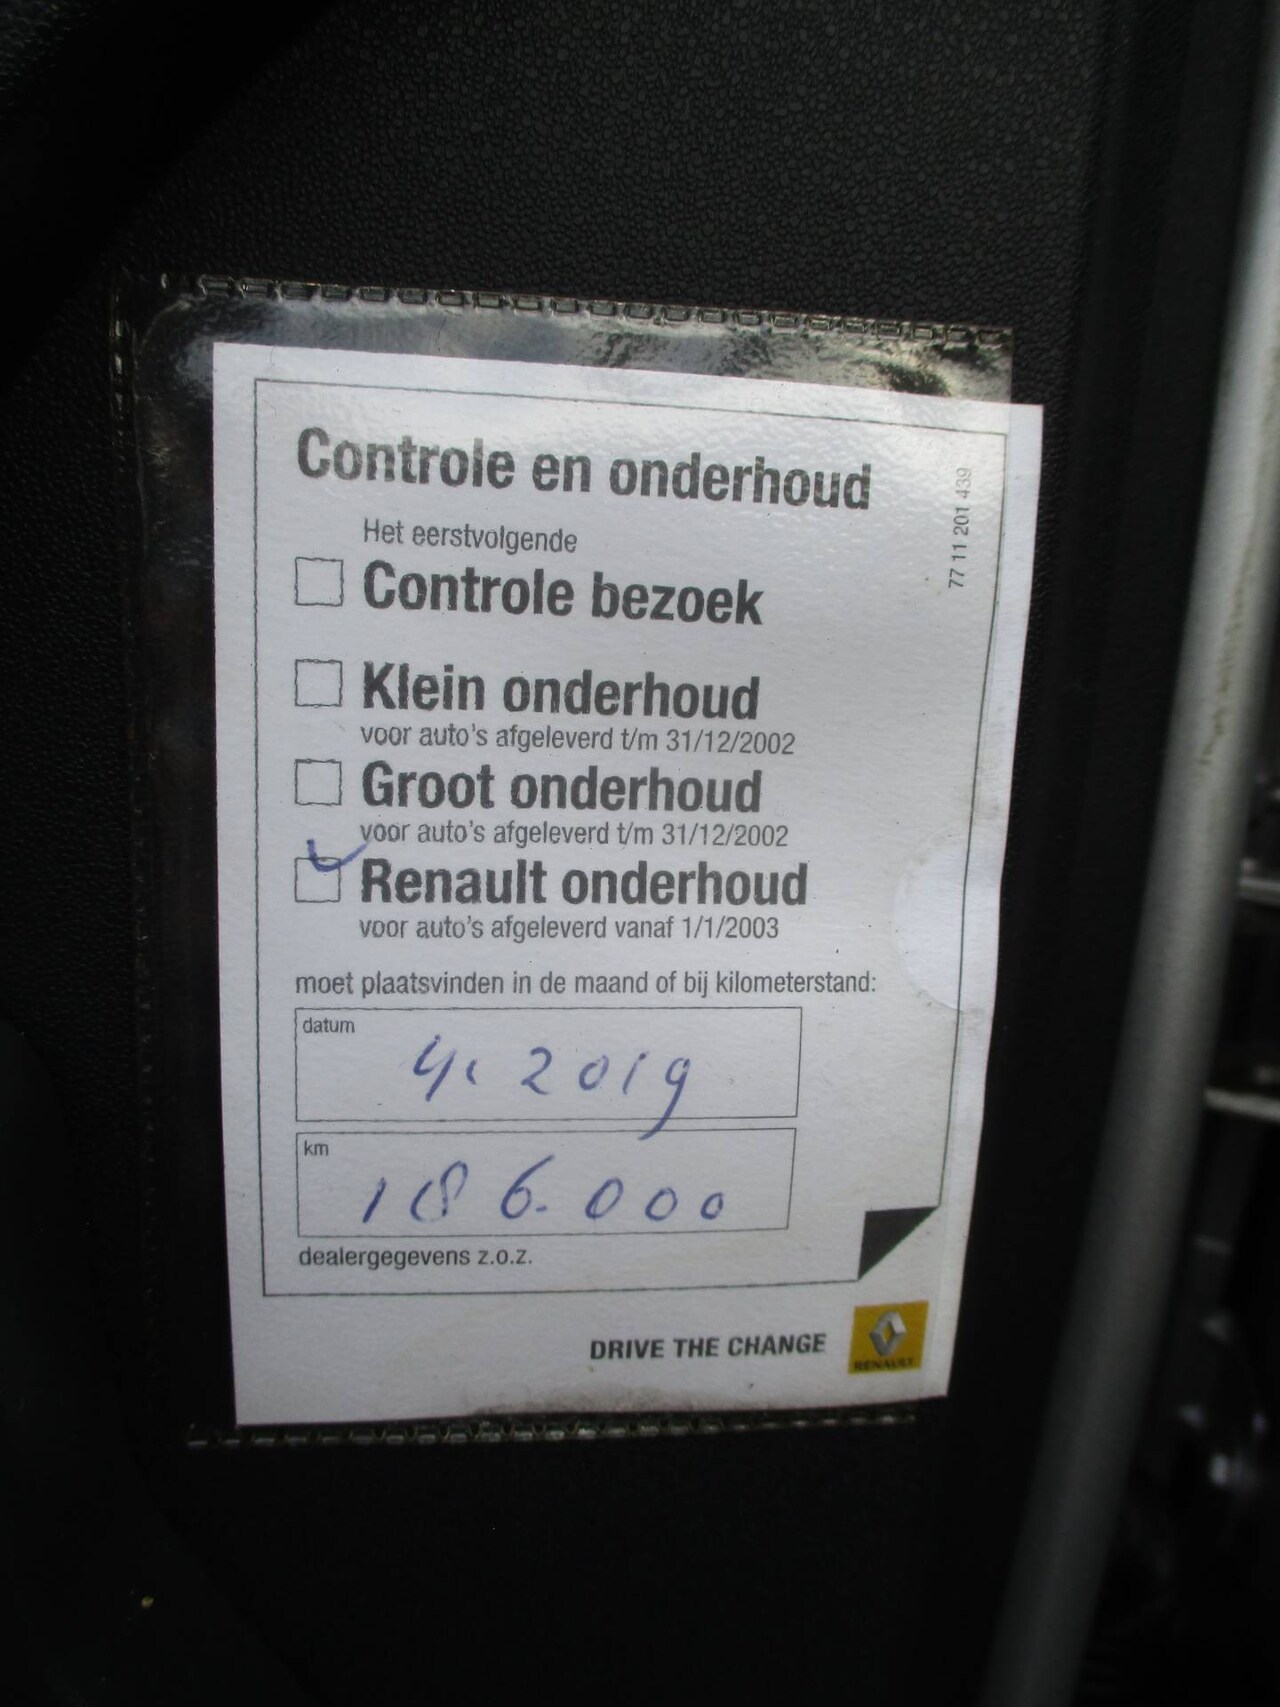 Controle en onderhoud
77 11 201 439
Het eerstvolgende
Controle bezoek
Klein onderhoud
voor auto's afgeleverd t/m 31/12/2002
Groot onderhoud
voor auto's afgeleverd t/m 31/12/2002
Renault onderhoud
voor auto's afgeleverd vanaf 1/1/2003
moet plaatsvinden in de maand of bij kilometerstand:
datum
4. 2019
km
186.000
dealergegevens z.o.z.
DRIVE THE CHANGE
RENAULT